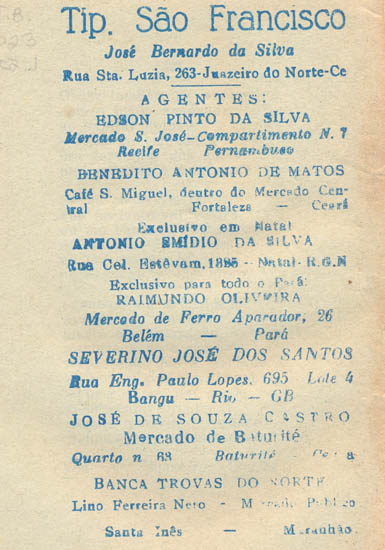 Tip. São Francisco
José Bernardo da Silva
Rua Sta. Luzia, 263-Juazeiro do Norte-Ce
AGENTES:
EDSON PINTO DA SILVA
Mercado S. José-Compartimento N. 7
Recife Pernambuco
BENEDITO ANTONIO DE MATOS
Café S. Miguel, dentro do Mercado Cen-
tral Fortaleza — Ceará
Exclusivo em Natal
ANTONIO EMÍDIO DA SILVA
Rua Cel. Estêvam, 1325 - Natal- R.G.N
Exclusivo para todo o Pará:
RAIMUNDO OLIVEIRA
Mercado de Ferro Aparador, 26
Belém — Pará
SEVERINO JOSÉ DOS SANTOS
Rua Eng. Paulo Lopes, 695 Lote 4
Bangu — Rio — GB
JOSÉ DE SOUZA CASTRO
Mercado de Baturité
Quarto n 68 Baturité -
BANCA TROVAS DO NORTE
Lino Ferreira Neto - Mercado Publico
Santa Inês — Maranhão